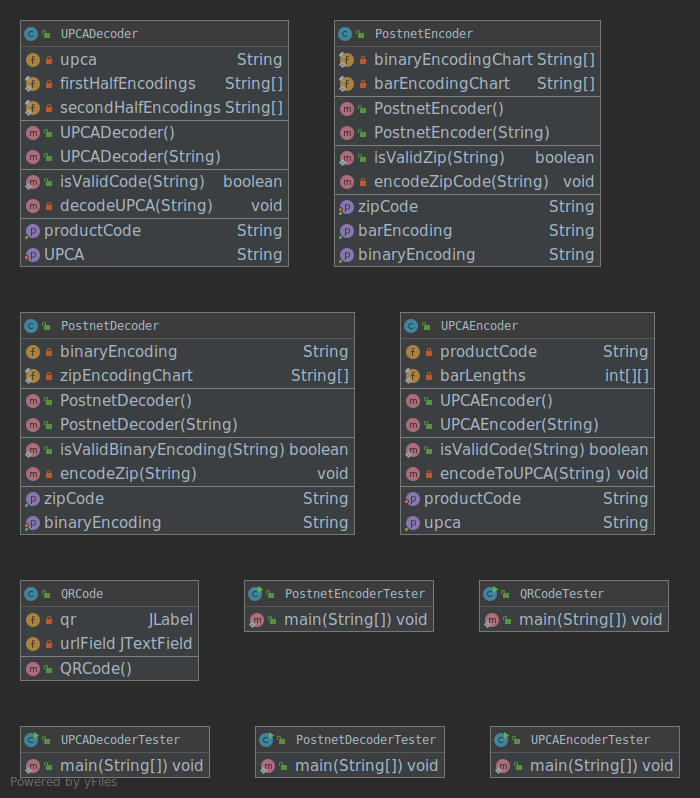 UPCADecoder
upca String
firstHalfEncodings String[]
secondHalfEncodings String[]
UPCADecoder()
UPCADecoder(String)
isValidCode(String) boolean
decodeUPCA(String) void
productCode String
UPCA String
PostnetEncoder
binaryEncodingChart String[]
barEncodingChart String[]
PostnetEncoder()
PostnetEncoder(String)
isValidZip(String) boolean
encodeZipCode(String) void
zipCode String
barEncoding String
binaryEncoding String
PostnetDecoder
binaryEncoding String
zipEncodingChart String[]
PostnetDecoder()
PostnetDecoder(String)
isValidBinaryEncoding(String) boolean
encodeZip(String) void
zipCode String
binaryEncoding String
UPCAEncoder
productCode String
barLengths int[][]
UPCAEncoder()
UPCAEncoder(String)
isValidCode(String) boolean
encodeToUPCA(String) void
productCode String
upca String
QRCode
qr JLabel
urlField JTextField
QRCode()
PostnetEncoderTester
main(String[]) void
QRCodeTester
main(String[]) void
UPCADecoderTester
main(String[]) void
PostnetDecoderTester
main(String[]) void
UPCAEncoderTester
main(String[]) void
Powered by yFiles